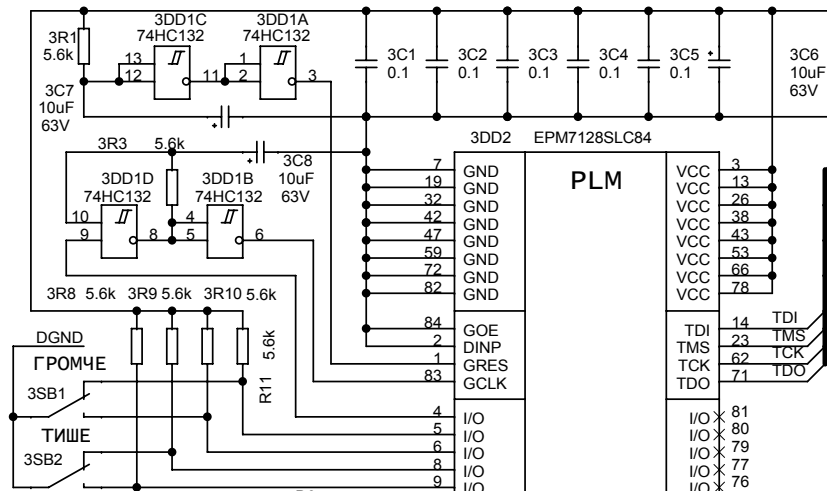 3DD1C 3DD1A
74HC132 74HC132
3R1
5.6k
13
12 11
1
2 3
3C7
10uF
63V
3C1
0.1
3C2
0.1
3C3
0.1
3C4
0.1
3C5
0.1
3C6
10uF
63V
3R3 5.6k
3C8
10uF
63V
3DD1D 3DD1B
74HC132 74HC132
10
9 8
4
5 6
3DD2 EPM7128SLC84
PLM
7 GND VCC 3
19 GND VCC 13
32 GND VCC 26
42 GND VCC 38
47 GND VCC 43
59 GND VCC 53
72 GND VCC 66
82 GND VCC 78
84 GOE TDI 14 TDI
2 DINP TMS 23 TMS
1 GRES TCK 62 TCK
83 GCLK TDO 71 TDO
4 I/O I/O 81
5 I/O I/O 80
6 I/O I/O 79
8 I/O I/O 77
9 I/O I/O 76
3R8 5.6k 3R9 5.6k 3R10 5.6k
R11 5.6k
DGND
ГРОМЧЕ
3SB1
ТИШЕ
3SB2